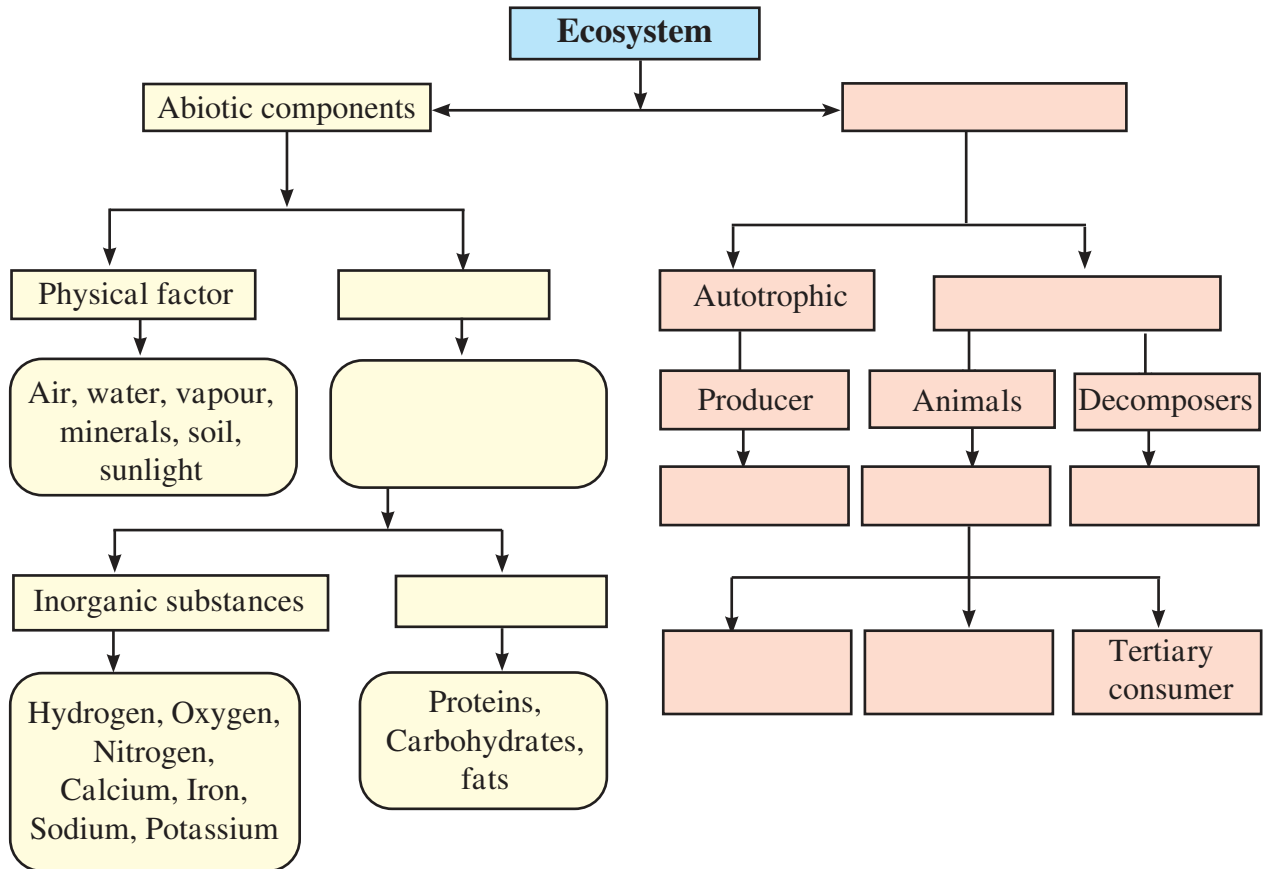 Ecosystem
Abiotic components
Physical factor
Autotrophic
Air, water, vapour,
minerals, soil,
sunlight
Producer
Animals
Decomposers
Inorganic substances
Hydrogen, Oxygen,
Nitrogen,
Calcium, Iron,
Sodium, Potassium
Proteins,
Carbohydrates,
fats
Tertiary
consumer